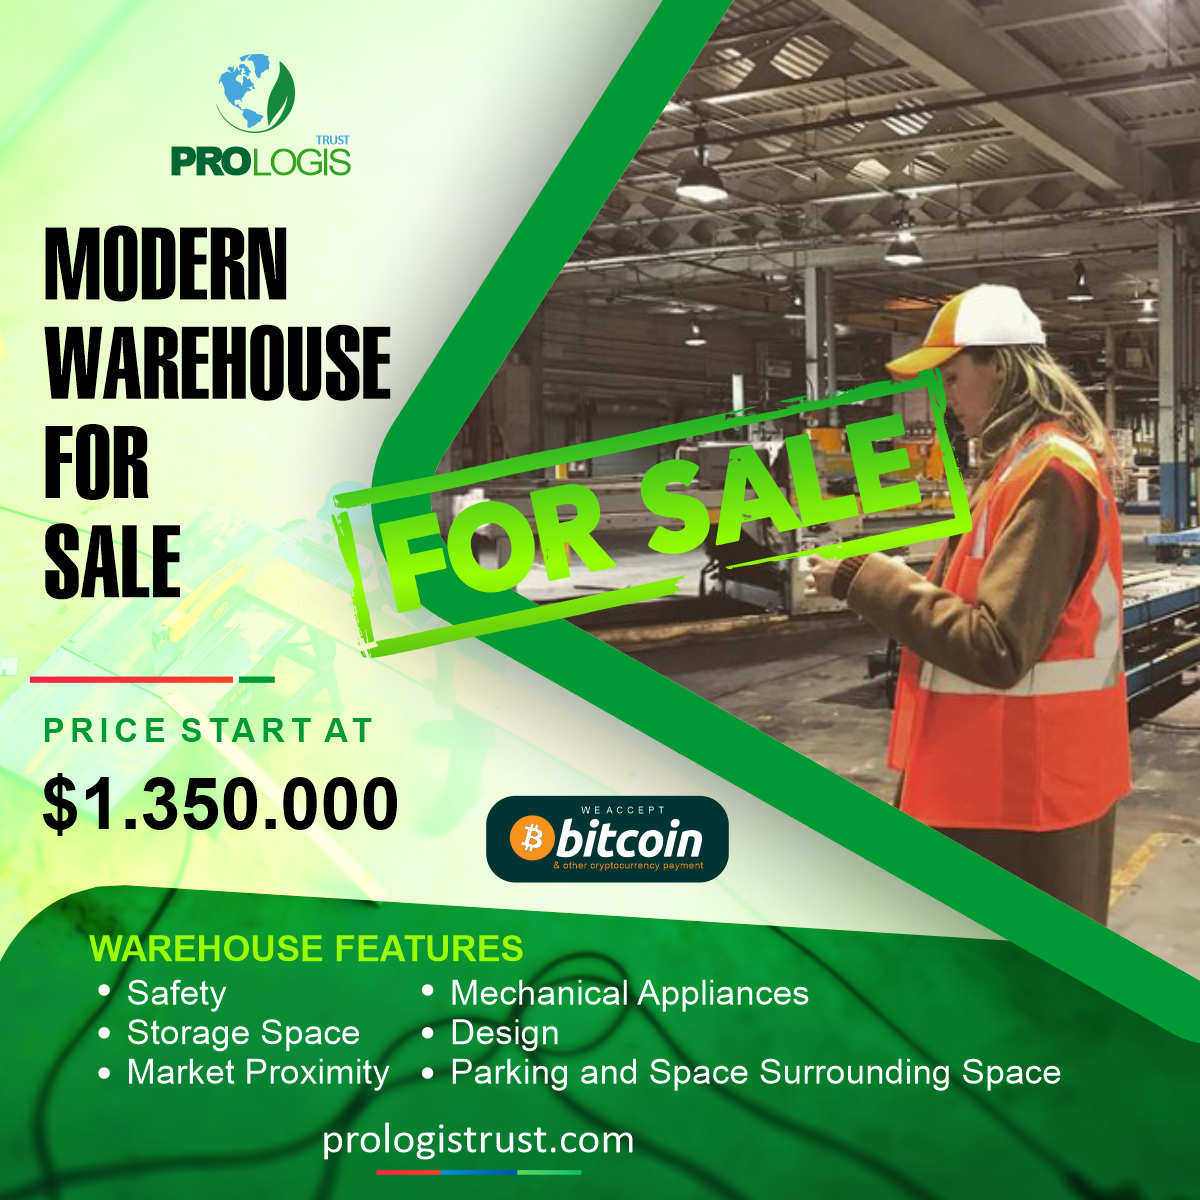 TRUST
PROLOGIS
MODERN
WAREHOUSE
FOR
SALE
FOR SALE
PRICE START AT
$1.350.000
WE ACCEPT
bitcoin
& other cryptocurrency payment
WAREHOUSE FEATURES
• Safety
• Storage Space
• Market Proximity
• Mechanical Appliances
• Design
• Parking and Space Surrounding Space
prologistrust.com